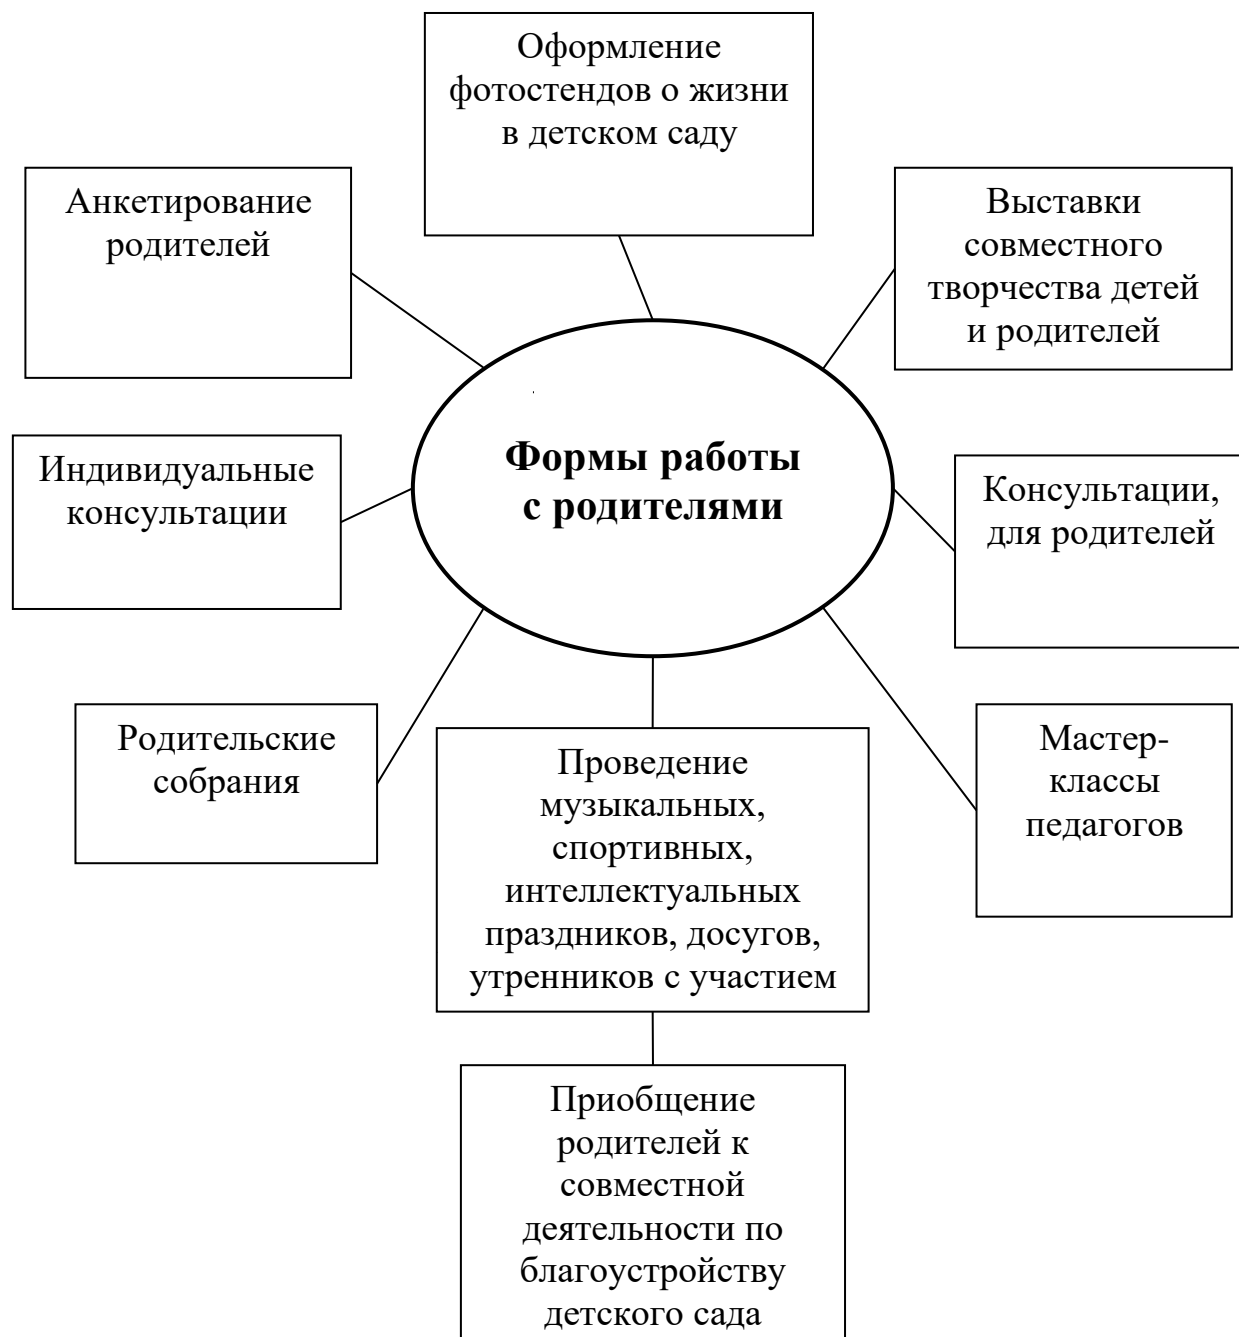 Оформление
фотостендов о жизни
в детском саду
Анкетирование
родителей
Выставки
совместного
творчества детей
и родителей
Формы работы
с родителями
Индивидуальные
консультации
Консультации,
для родителей
Родительские
собрания
Проведение
музыкальных,
спортивных,
интеллектуальных
праздников, досугов,
утренников с участием
Мастер-
классы
педагогов
Приобщение
родителей к
совместной
деятельности по
благоустройству
детского сада